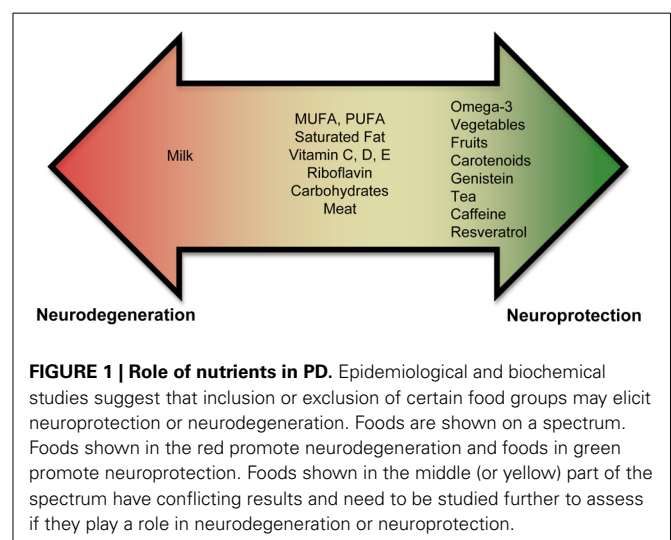 Milk
MUFA, PUFA
Saturated Fat
Vitamin C, D, E
Riboflavin
Carbohydrates
Meat
Omega-3
Vegetables
Fruits
Carotenoids
Genistein
Tea
Caffeine
Resveratrol
Neurodegeneration
Neuroprotection
FIGURE 1 | Role of nutrients in PD. Epidemiological and biochemical
studies suggest that inclusion or exclusion of certain food groups may elicit
neuroprotection or neurodegeneration. Foods are shown on a spectrum.
Foods shown in the red promote neurodegeneration and foods in green
promote neuroprotection. Foods shown in the middle (or yellow) part of the
spectrum have conflicting results and need to be studied further to assess
if they play a role in neurodegeneration or neuroprotection.